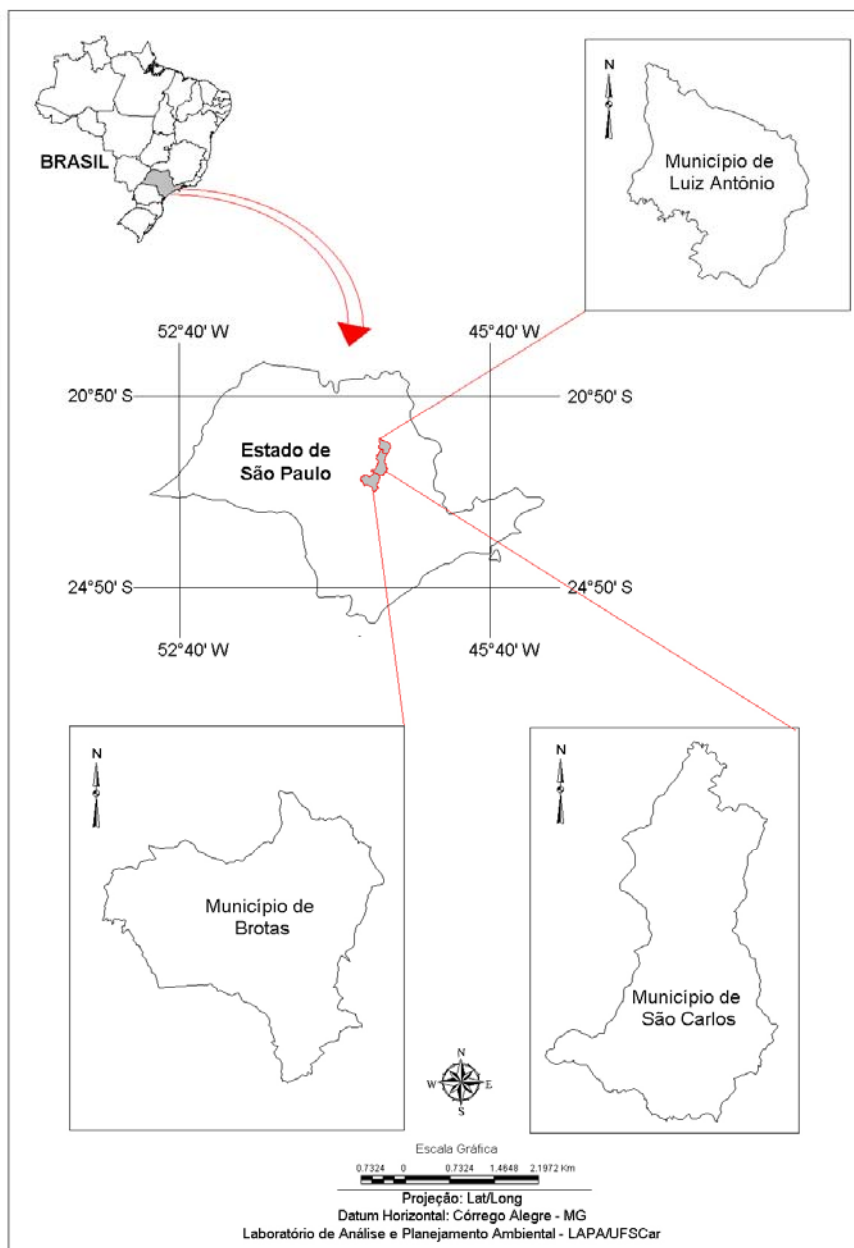 BRASIL
N
Município de
Luiz Antônio
52°40' W
45°40' W
20°50' S
20°50' S
Estado de
São Paulo
24°50' S
24°50' S
52°40' W
45°40' W
N
Município de
Brotas
N
Município de
São Carlos
N
W
E
S
Escala Gráfica
0.7324 0 0.7324 1.4648 2.1972 Km
Projeção: Lat/Long
Datum Horizontal: Córrego Alegre - MG
Laboratório de Análise e Planejamento Ambiental - LAPA/UFSCar